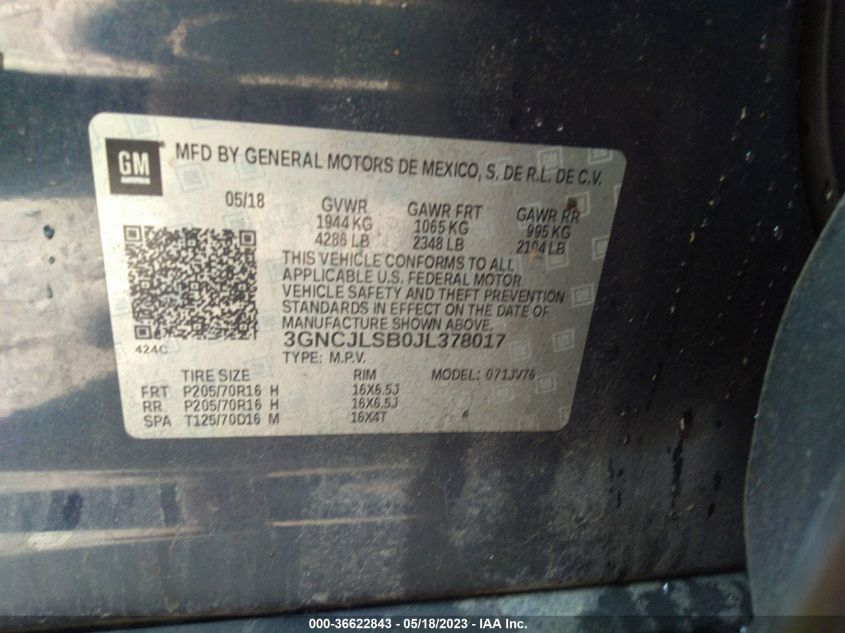 GM
MFD BY GENERAL MOTORS DE MEXICO, S. DE R.L. DE C.V.
05/18 GVWR GAWR FRT GAWR RR
1944 KG 1065 KG 995 KG
4286 LB 2348 LB 2194 LB
THIS VEHICLE CONFORMS TO ALL
APPLICABLE U.S. FEDERAL MOTOR
VEHICLE SAFETY AND THEFT PREVENTION
STANDARDS IN EFFECT ON THE DATE OF
MANUFACTURE SHOWN ABOVE.
424C 3GNCJLSB0JL378017
TYPE: M.P.V.
TIRE SIZE RIM MODEL: 071JV76
FRT P205/70R16 H 16X6.5J
RR P205/70R16 H 16X6.5J
SPA T125/70D16 M 16X4T
000-36622843 - 05/18/2023 - IAA Inc.